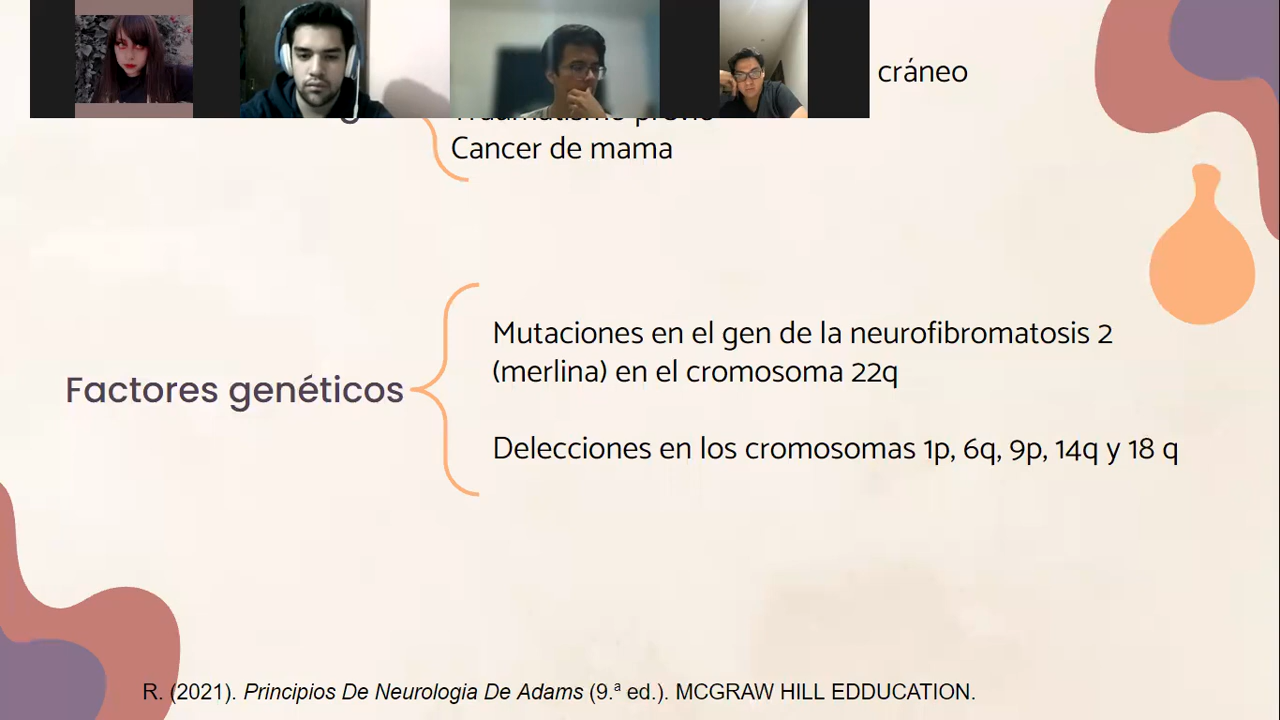 cráneo
Cancer de mama
Mutaciones en el gen de la neurofibromatosis 2
(merlina) en el cromosoma 22q
Factores genéticos
Delecciones en los cromosomas 1p, 6q, 9p, 14q y 18 q
R. (2021). Principios De Neurologia De Adams (9.ª ed.). MCGRAW HILL EDDUCATION.